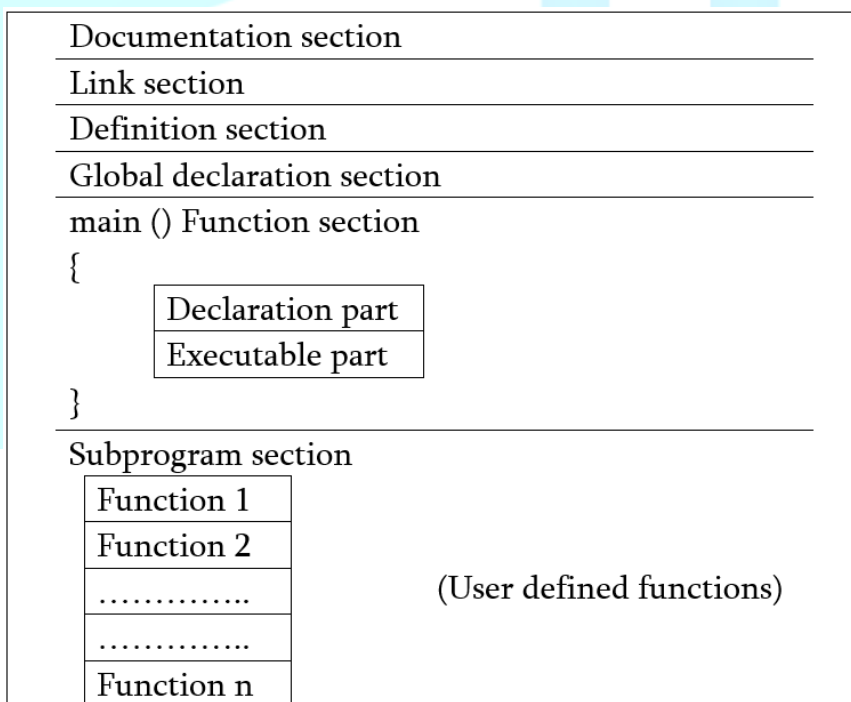 Documentation section
Link section
Definition section
Global declaration section
main () Function section
{
Declaration part
Executable part
}
Subprogram section
Function 1
Function 2
…………..
(User defined functions)
…………..
Function n